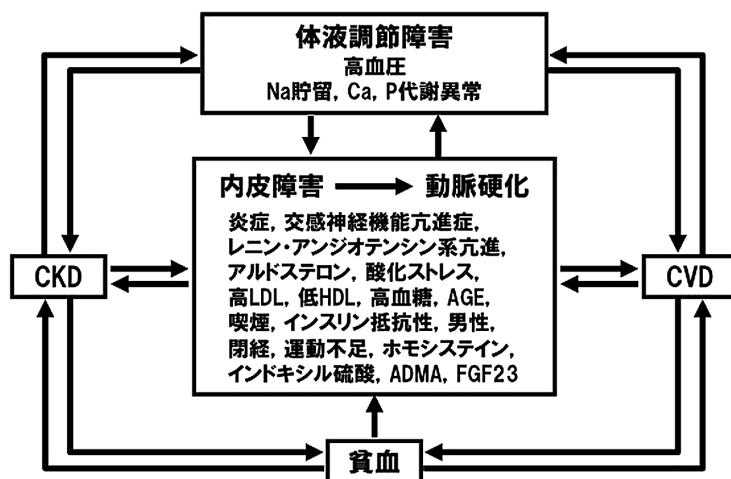 体液調節障害
高血圧
Na貯留, Ca, P代謝異常
内皮障害 動脈硬化
炎症, 交感神経機能亢進症,
レニン・アンジオテンシン系亢進,
アルドステロン, 酸化ストレス,
高LDL, 低HDL, 高血糖, AGE,
喫煙, インスリン抵抗性, 男性,
閉経, 運動不足, ホモシステイン,
インドキシル硫酸, ADMA, FGF23
CKD
CVD
貧血